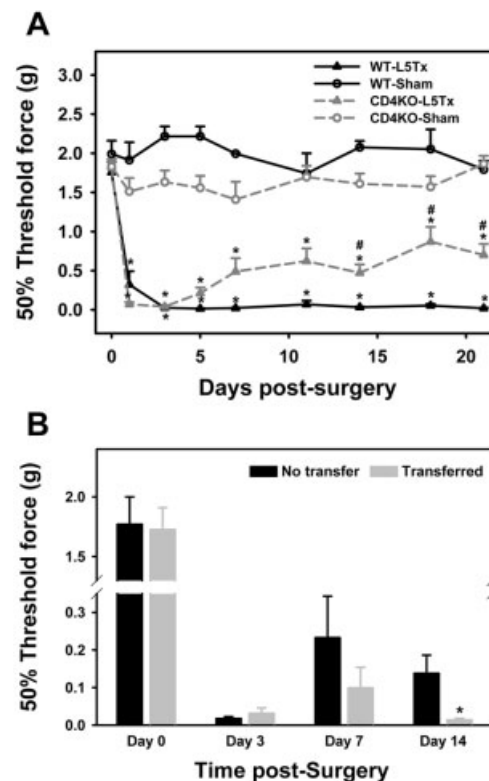 A
WT-L5Tx
WT-Sham
CD4KO-L5Tx
CD4KO-Sham
50% Threshold force (g)
3.0
2.5
2.0
1.5
1.0
0.5
0.0
* * * * * * * *
* * * * * # * # * # *
0 5 10 15 20
Days post-surgery
B
No transfer Transferred
50% Threshold force (g)
2.0
1.5
0.3
0.2
0.1
0.0
*
Day 0 Day 3 Day 7 Day 14
Time post-Surgery